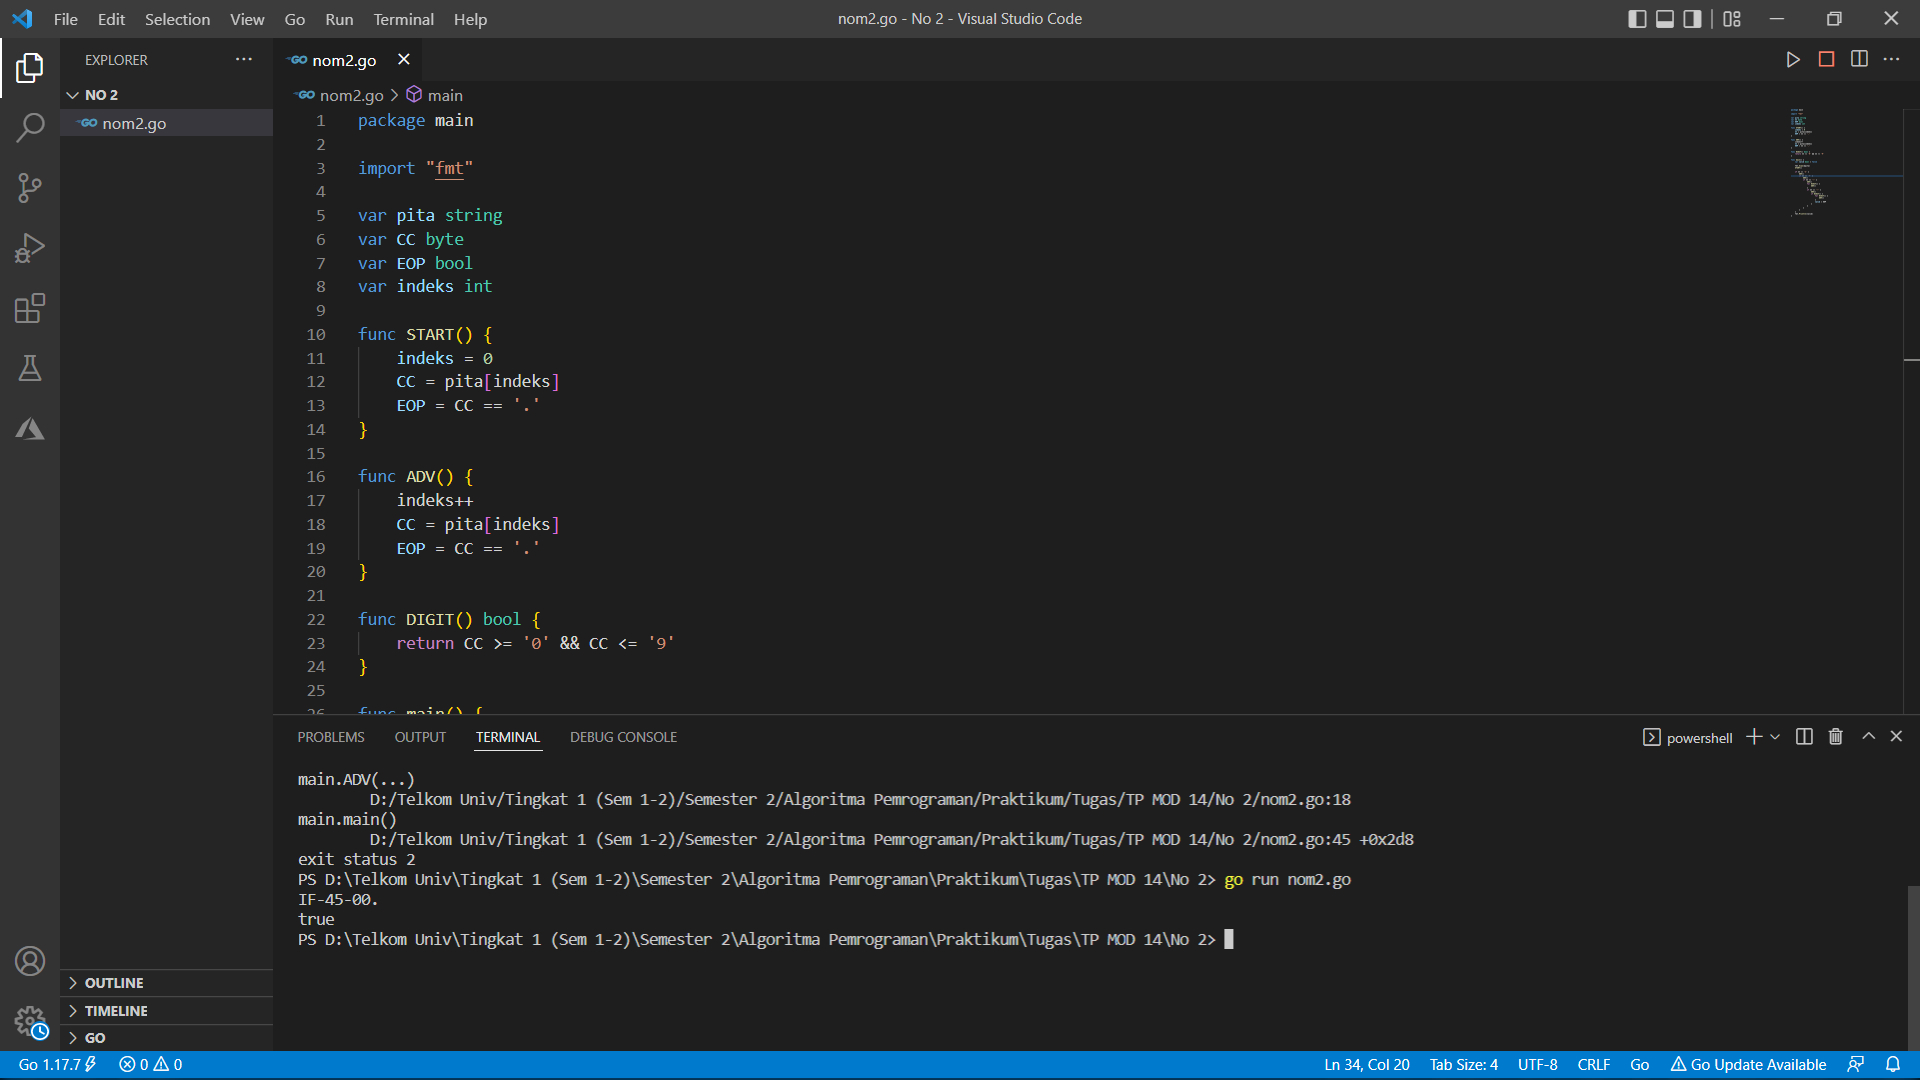 File Edit Selection View Go Run Terminal Help
nom2.go - No 2 - Visual Studio Code
EXPLORER
NO 2
nom2.go
OUTLINE
TIMELINE
GO
nom2.go
nom2.go > main
1 package main
2
3 import "fmt"
4
5 var pita string
6 var CC byte
7 var EOP bool
8 var indeks int
9
10 func START() {
11 indeks = 0
12 CC = pita[indeks]
13 EOP = CC == '.'
14 }
15
16 func ADV() {
17 indeks++
18 CC = pita[indeks]
19 EOP = CC == '.'
20 }
21
22 func DIGIT() bool {
23 return CC >= '0' && CC <= '9'
24 }
25
26 func main() {
PROBLEMS OUTPUT TERMINAL DEBUG CONSOLE
powershell
main.ADV(...)
D:/Telkom Univ/Tingkat 1 (Sem 1-2)/Semester 2/Algoritma Pemrograman/Praktikum/Tugas/TP MOD 14/No 2/nom2.go:18
main.main()
D:/Telkom Univ/Tingkat 1 (Sem 1-2)/Semester 2/Algoritma Pemrograman/Praktikum/Tugas/TP MOD 14/No 2/nom2.go:45 +0x2d8
exit status 2
PS D:\Telkom Univ\Tingkat 1 (Sem 1-2)\Semester 2\Algoritma Pemrograman\Praktikum\Tugas\TP MOD 14\No 2> go run nom2.go
IF-45-00.
true
PS D:\Telkom Univ\Tingkat 1 (Sem 1-2)\Semester 2\Algoritma Pemrograman\Praktikum\Tugas\TP MOD 14\No 2>
Go 1.17.7 0 0 Ln 34, Col 20 Tab Size: 4 UTF-8 CRLF Go Go Update Available